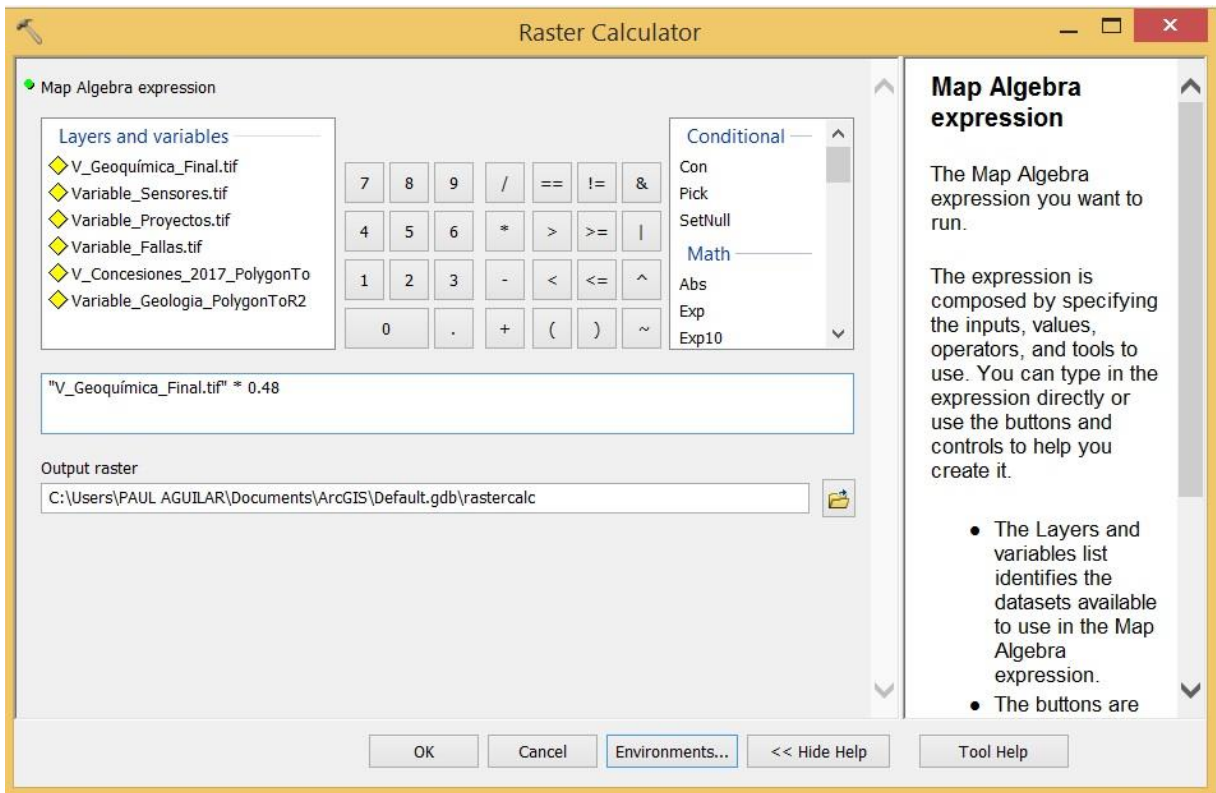 Raster Calculator
Map Algebra expression
Layers and variables
V_Geoquímica_Final.tif
Variable_Sensores.tif
Variable_Proyectos.tif
Variable_Fallas.tif
V_Concesiones_2017_PolygonTo
Variable_Geologia_PolygonToR2
7 8 9 / == != &
4 5 6 * > >= |
1 2 3 - < <= ^
0 . + ( ) ~
Conditional
Con
Pick
SetNull
Math
Abs
Exp
Exp10
"V_Geoquímica_Final.tif" * 0.48
Output raster
C:\Users\PAUL AGUILAR\Documents\ArcGIS\Default.gdb\rastercalc
OK
Cancel
Environments...
<< Hide Help
Tool Help
Map Algebra
expression
The Map Algebra
expression you want to
run.
The expression is
composed by specifying
the inputs, values,
operators, and tools to
use. You can type in the
expression directly or
use the buttons and
controls to help you
create it.
● The Layers and
variables list
identifies the
datasets available
to use in the Map
Algebra
expression.
● The buttons are